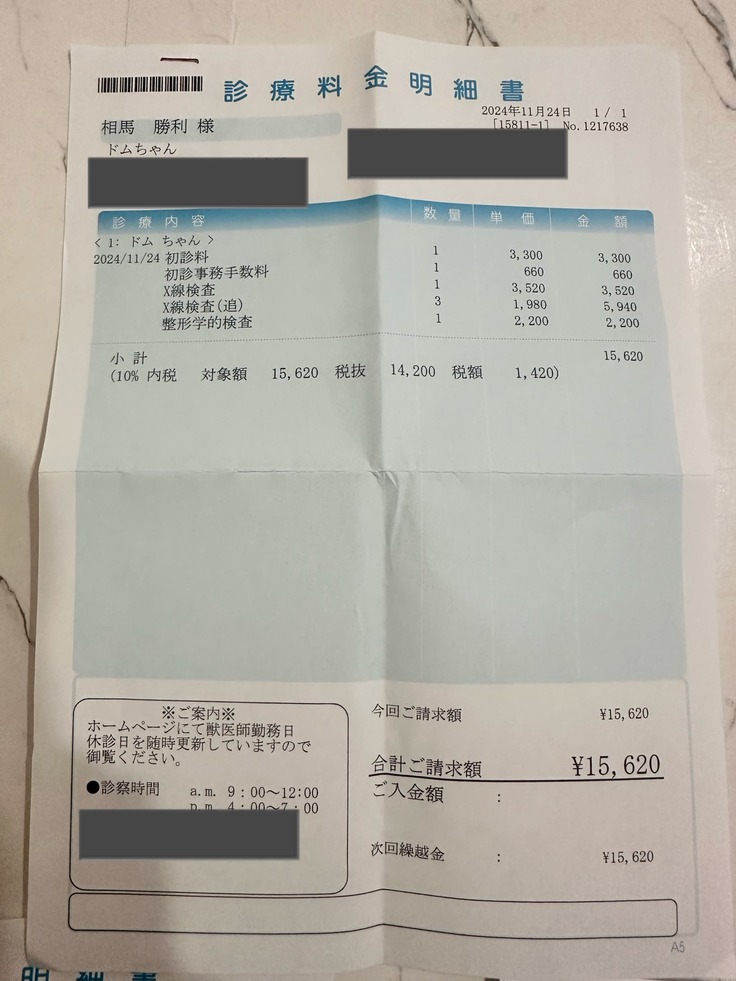 診療料金明細書
2024年11月24日 1/ 1
相馬 勝利 様
[15811-1] No.1217638
ドムちゃん
診療内容 数量 単価 金額
< 1: ドム ちゃん >
2024/11/24 初診料 1 3,300 3,300
初診事務手数料 1 660 660
X線検査 1 3,520 3,520
X線検査(追) 3 1,980 5,940
整形学的検査 1 2,200 2,200
小 計 15,620
(10% 内税 対象額 15,620 税抜 14,200 税額 1,420)
※ご案内※
ホームページにて獣医師勤務日
休診日を随時更新していますので
御覧ください。
●診察時間 a.m. 9:00～12:00
p.m. 4:00～7:00
今回ご請求額 ¥15,620
合計ご請求額 ¥15,620
ご入金額 :
次回繰越金 : ¥15,620
A5
明細書